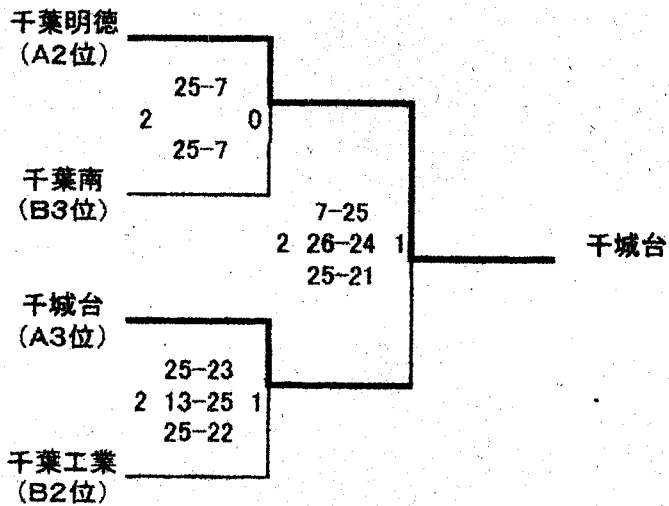 千葉明徳
(A2位)
25-7
2 0
25-7
千葉南
(B3位)
7-25
2 26-24 1
25-21
千城台
千城台
(A3位)
25-23
2 13-25 1
25-22
千葉工業
(B2位)